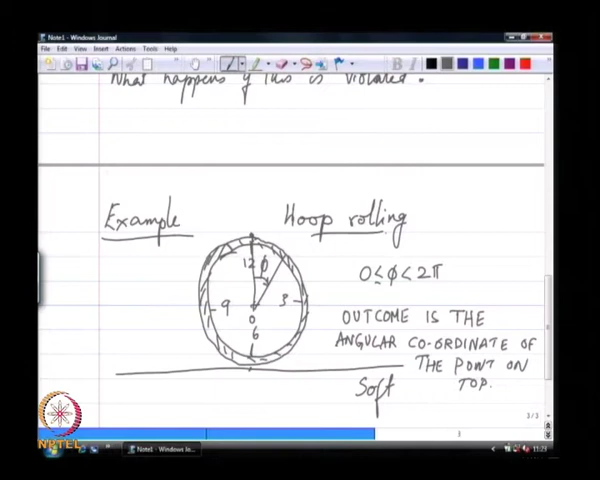 Note1 - Windows Journal
File Edit View Insert Actions Tools Help
What happens if this is violated.
Example Hoop rolling
12 ϕ
0 ≤ ϕ < 2π
9 3
0
6
OUTCOME IS THE
ANGULAR CO-ORDINATE OF
THE POINT ON
TOP.
Soft
3/3
NPTEL
Note1 - Windows Jo...
11:23